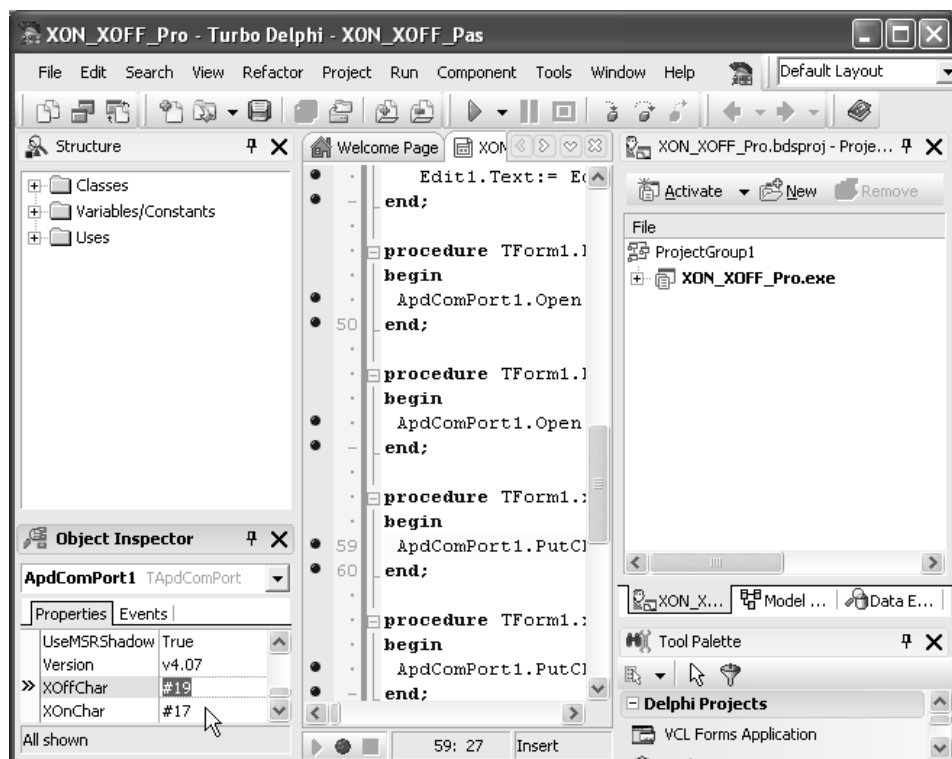 XON_XOFF_Pro - Turbo Delphi - XON_XOFF_Pas
File Edit Search View Refactor Project Run Component Tools Window Help Default Layout
Structure
Classes
Variables/Constants
Uses
Object Inspector
ApdComPort1 TApdComPort
Properties Events
UseMSRShadow True
Version v4.07
XOffChar #19
XOnChar #17
All shown
Welcome Page XON
Edit1.Text:=
end;
procedure TForm1.
begin
ApdComPort1.Open
50 end;
procedure TForm1.
begin
ApdComPort1.Open
end;
procedure TForm1.
begin
59 ApdComPort1.PutC
60 end;
procedure TForm1.
begin
ApdComPort1.PutC
end;
59: 27 Insert
XON_XOFF_Pro.bdsproj - Proje...
Activate New Remove
File
ProjectGroup1
XON_XOFF_Pro.exe
XON_X... Model ... Data E...
Tool Palette
Delphi Projects
VCL Forms Application